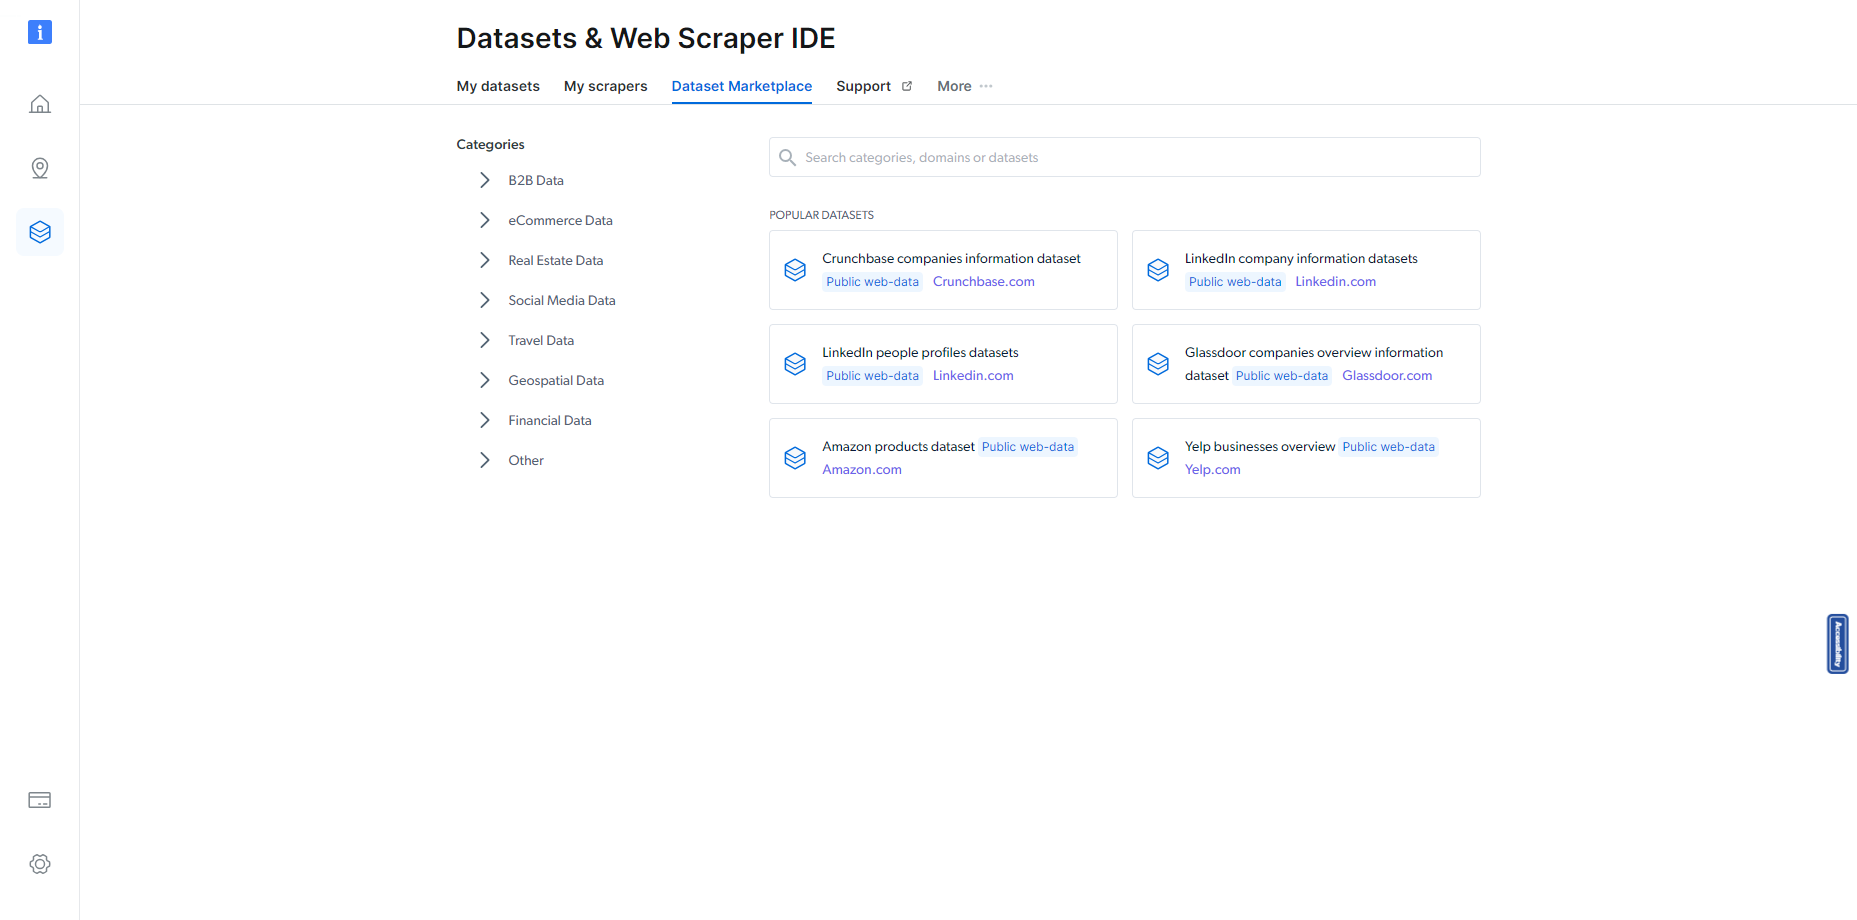 i
Datasets & Web Scraper IDE
My datasets My scrapers Dataset Marketplace Support More
Categories
B2B Data
eCommerce Data
Real Estate Data
Social Media Data
Travel Data
Geospatial Data
Financial Data
Other
Search categories, domains or datasets
POPULAR DATASETS
Crunchbase companies information dataset
Public web-data Crunchbase.com
LinkedIn company information datasets
Public web-data Linkedin.com
LinkedIn people profiles datasets
Public web-data Linkedin.com
Glassdoor companies overview information
dataset Public web-data Glassdoor.com
Amazon products dataset Public web-data
Amazon.com
Yelp businesses overview Public web-data
Yelp.com
Accessibility